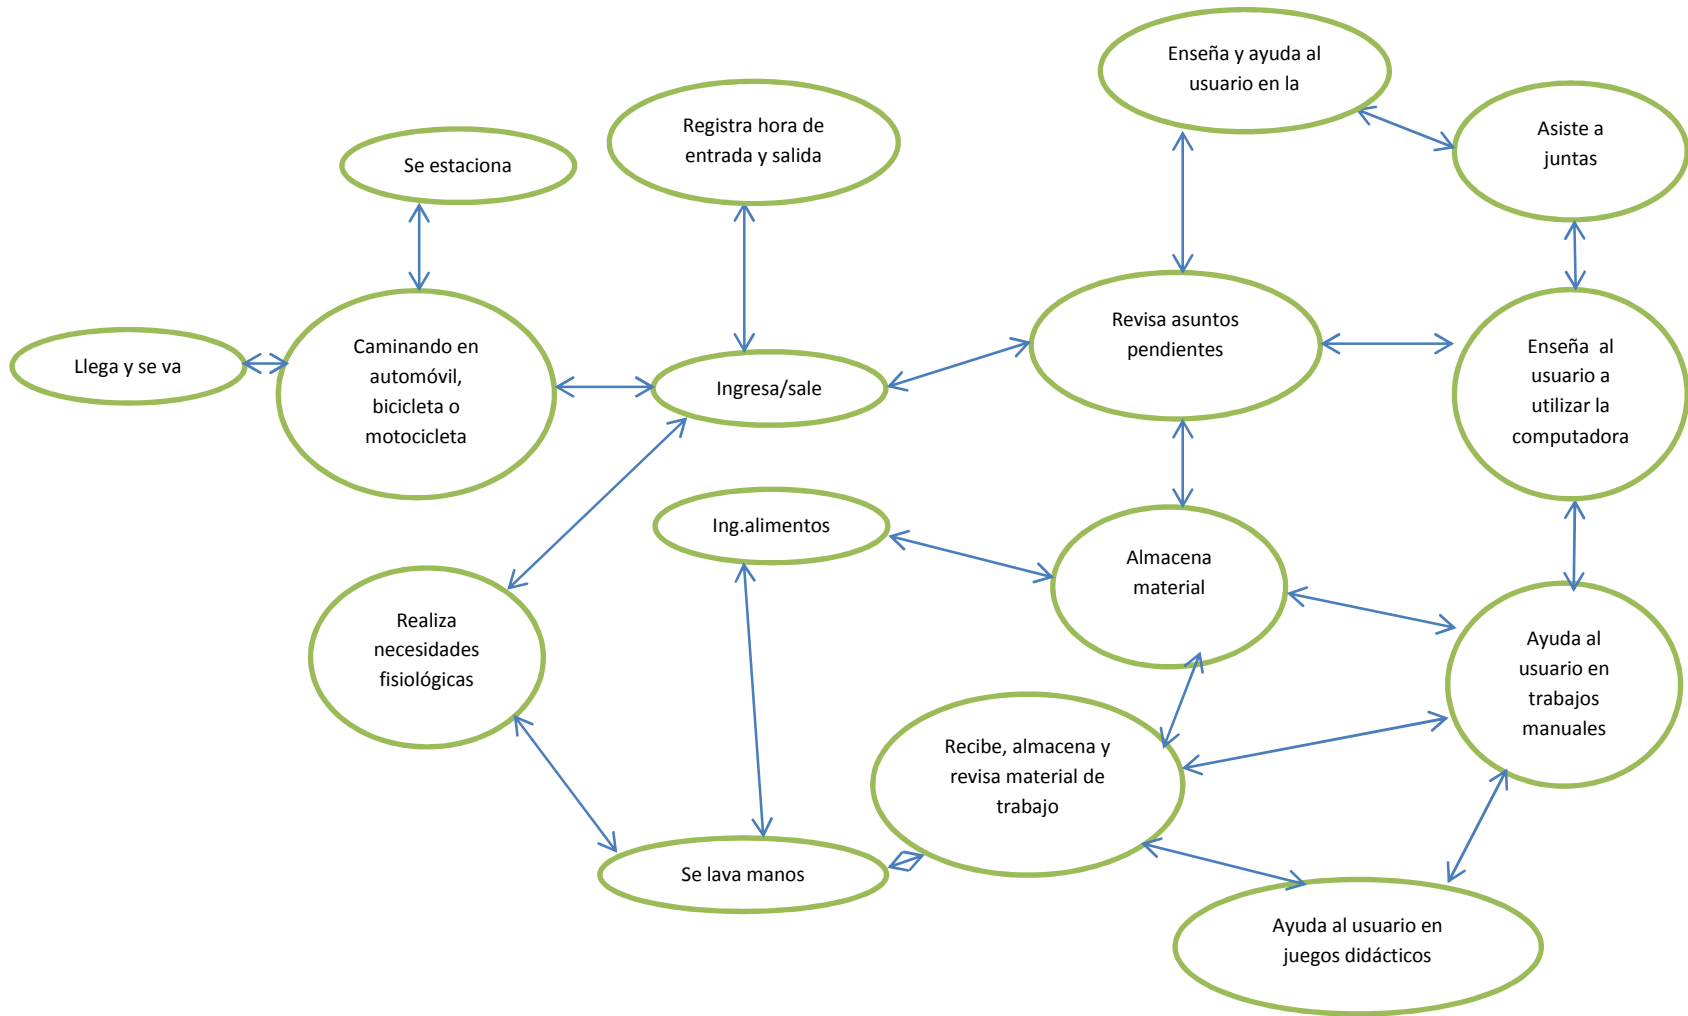 Enseña y ayuda al
usuario en la
Asiste a
juntas
Registra hora de
entrada y salida
Se estaciona
Llega y se va
Caminando en
automóvil,
bicicleta o
motocicleta
Ingresa/sale
Revisa asuntos
pendientes
Enseña  al
usuario a
utilizar la
computadora
Ing.alimentos
Almacena
material
Realiza
necesidades
fisiológicas
Ayuda al
usuario en
trabajos
manuales
Recibe, almacena y
revisa material de
trabajo
Se lava manos
Ayuda al usuario en
juegos didácticos